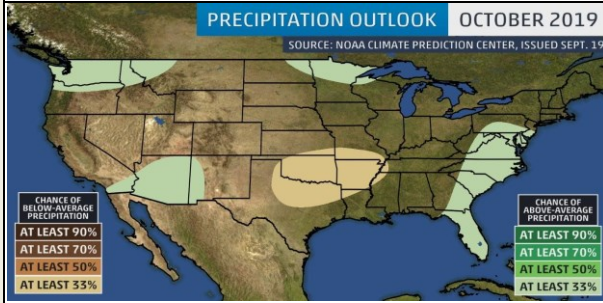 PRECIPITATION OUTLOOK OCTOBER 2019
SOURCE: NOAA CLIMATE PREDICTION CENTER, ISSUED SEPT. 19
CHANCE OF
BELOW-AVERAGE
PRECIPITATION
AT LEAST 90%
AT LEAST 70%
AT LEAST 50%
AT LEAST 33%
CHANCE OF
ABOVE-AVERAGE
PRECIPITATION
AT LEAST 90%
AT LEAST 70%
AT LEAST 50%
AT LEAST 33%